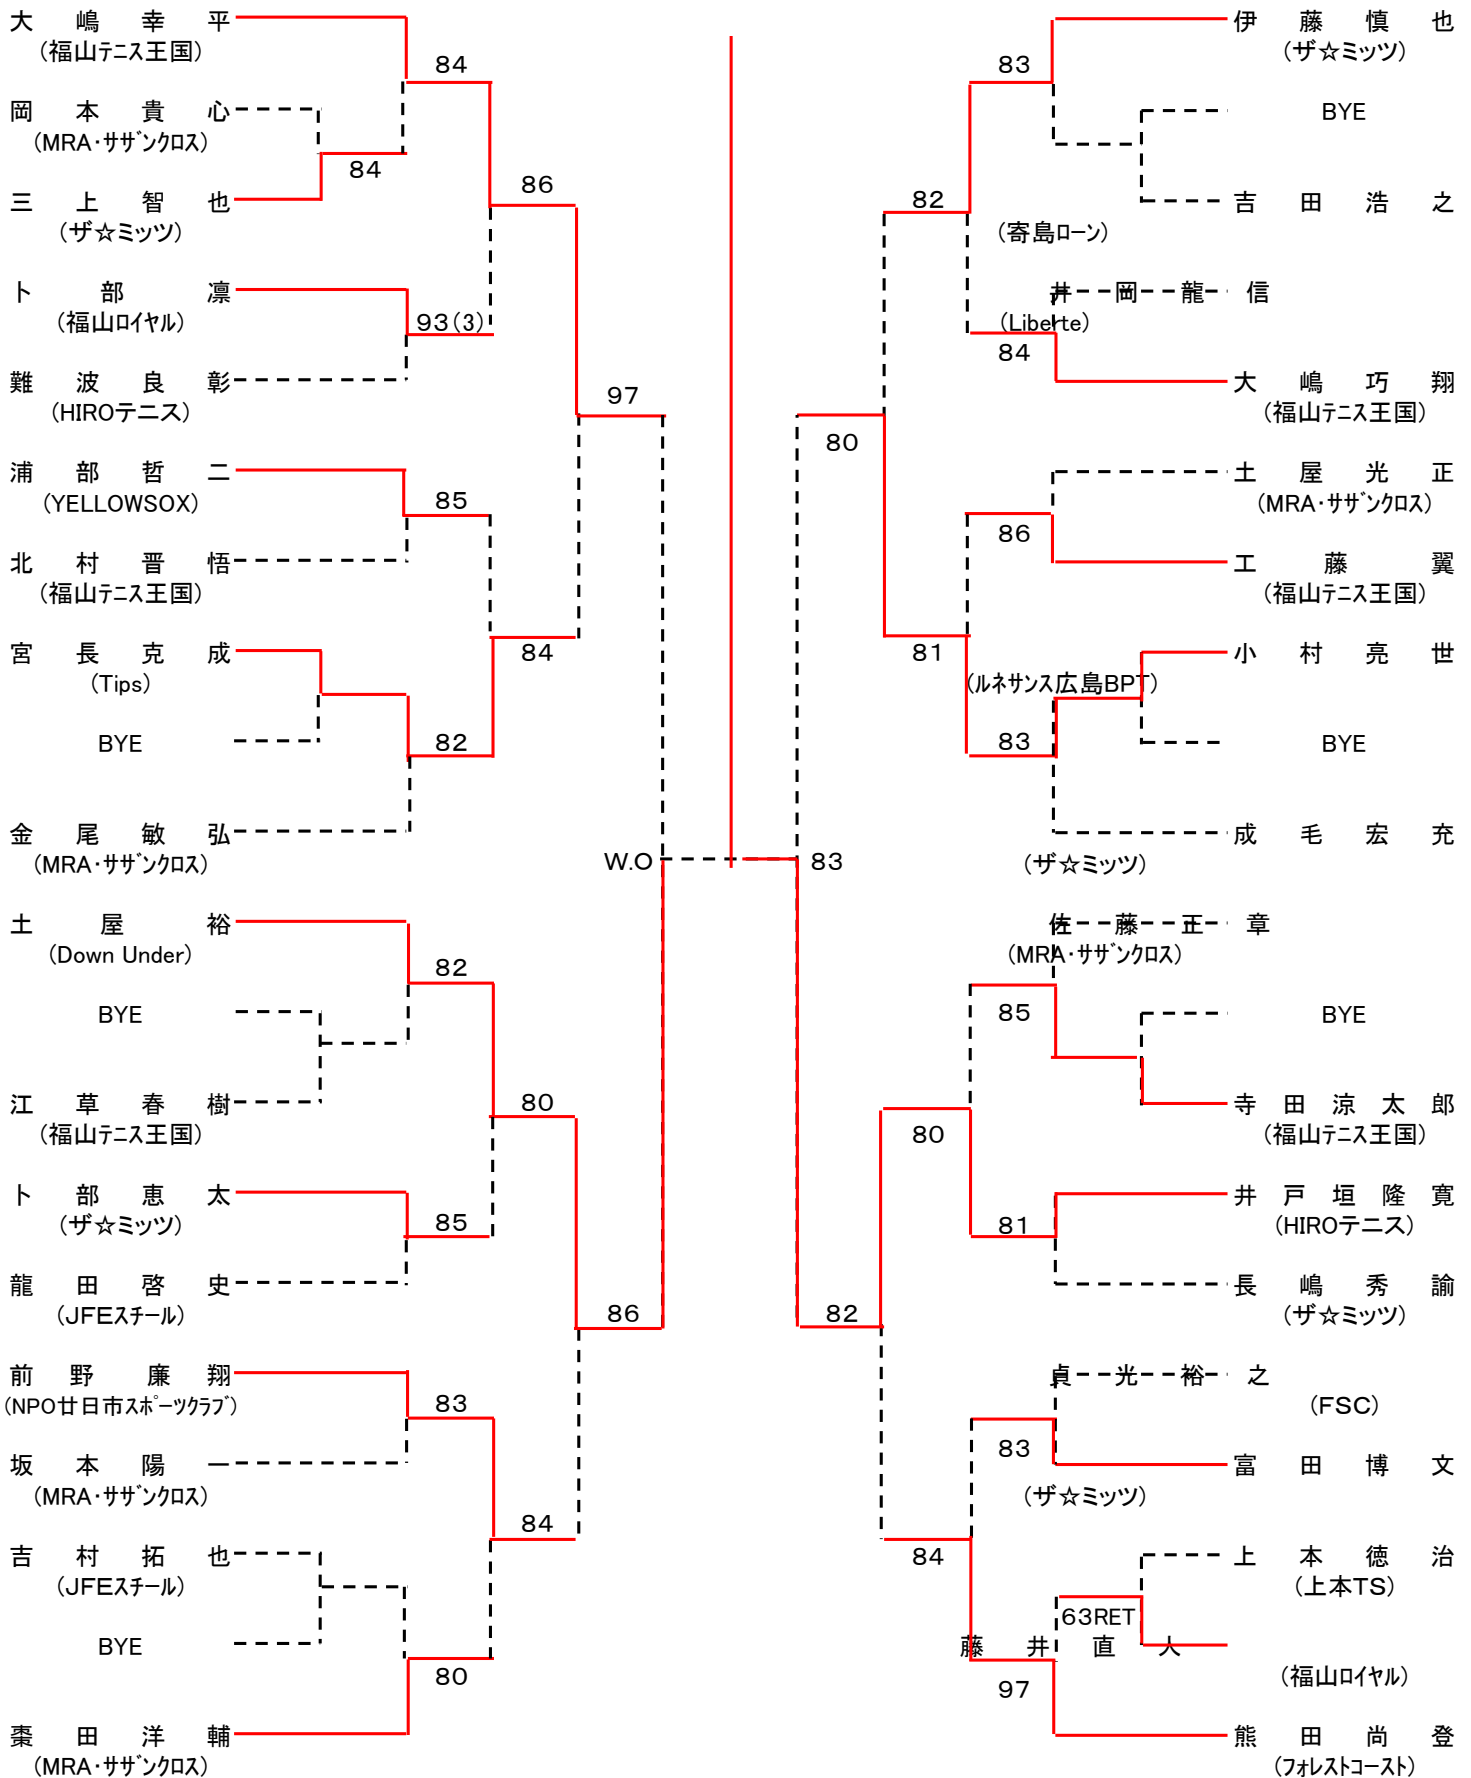 大嶋幸平
(福山テニス王国)
84
岡本貴心
(MRA・サザンクロス)
84
三上智也
(ザ☆ミッツ)
86
卜部凛
(福山ロイヤル)
93(3)
難波良彰
(HIROテニス)
97
浦部哲二
(YELLOWSOX)
85
北村晋悟
(福山テニス王国)
宮長克成
(Tips)
84
BYE
82
金尾敏弘
(MRA・サザンクロス)
W.O
土屋裕
(Down Under)
82
BYE
江草春樹
(福山テニス王国)
80
卜部恵太
(ザ☆ミッツ)
85
龍田啓史
(JFEスチール)
86
前野廉翔
(NPO廿日市スポーツクラブ)
83
坂本陽一
(MRA・サザンクロス)
84
吉村拓也
(JFEスチール)
BYE
80
棗田洋輔
(MRA・サザンクロス)
伊藤慎也
(ザ☆ミッツ)
83
BYE
82
吉田浩之
(寄島ローン)
井岡龍信
(Liberte)
84
大嶋巧翔
(福山テニス王国)
80
土屋光正
(MRA・サザンクロス)
86
工藤翼
(福山テニス王国)
81
小村亮世
(ルネサンス広島BPT)
83
BYE
成毛宏充
(ザ☆ミッツ)
83
佐藤正章
(MRA・サザンクロス)
85
BYE
寺田涼太郎
(福山テニス王国)
80
井戸垣隆寛
(HIROテニス)
81
長嶋秀諭
(ザ☆ミッツ)
82
貞光裕之
(FSC)
83
富田博文
(ザ☆ミッツ)
84
上本徳治
(上本TS)
63RET
藤井直人
(福山ロイヤル)
97
熊田尚登
(フォレストコースト)